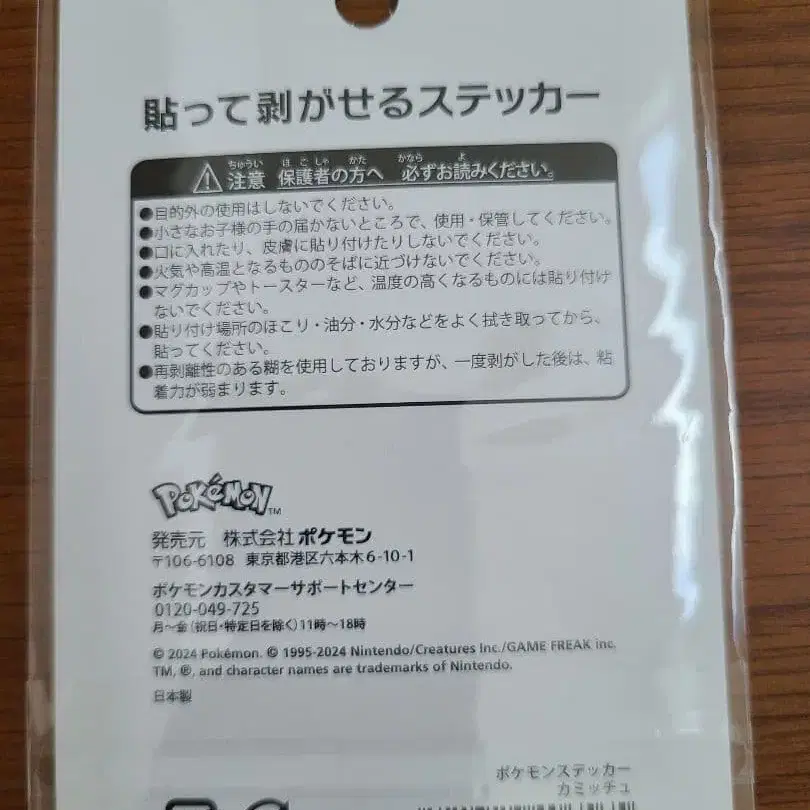 貼って剥がせるステッカー
ちゅうい ほごしゃ かた かなら よ
注意 保護者の方へ 必ずお読みください。
●目的外の使用はしないでください。
●小さなお子様の手の届かないところで、使用・保管してください。
●口に入れたり、皮膚に貼り付けたりしないでください。
●火気や高温となるもののそばに近づけないでください。
●マグカップやトースターなど、温度の高くなるものには貼り付け
ないでください。
●貼り付け場所のほこり・油分・水分などをよく拭き取ってから、
貼ってください。
●再剥離性のある糊を使用しておりますが、一度剥がした後は、粘
着力が弱まります。
POKéMON TM
発売元 株式会社ポケモン
〒106-6108 東京都港区六本木6-10-1
ポケモンカスタマーサポートセンター
0120-049-725
月～金(祝日・特定日を除く)11時～18時
© 2024 Pokémon. © 1995-2024 Nintendo/Creatures Inc./GAME FREAK inc.
TM, ®, and character names are trademarks of Nintendo.
日本製
ポケモンステッカー
カミッチュ